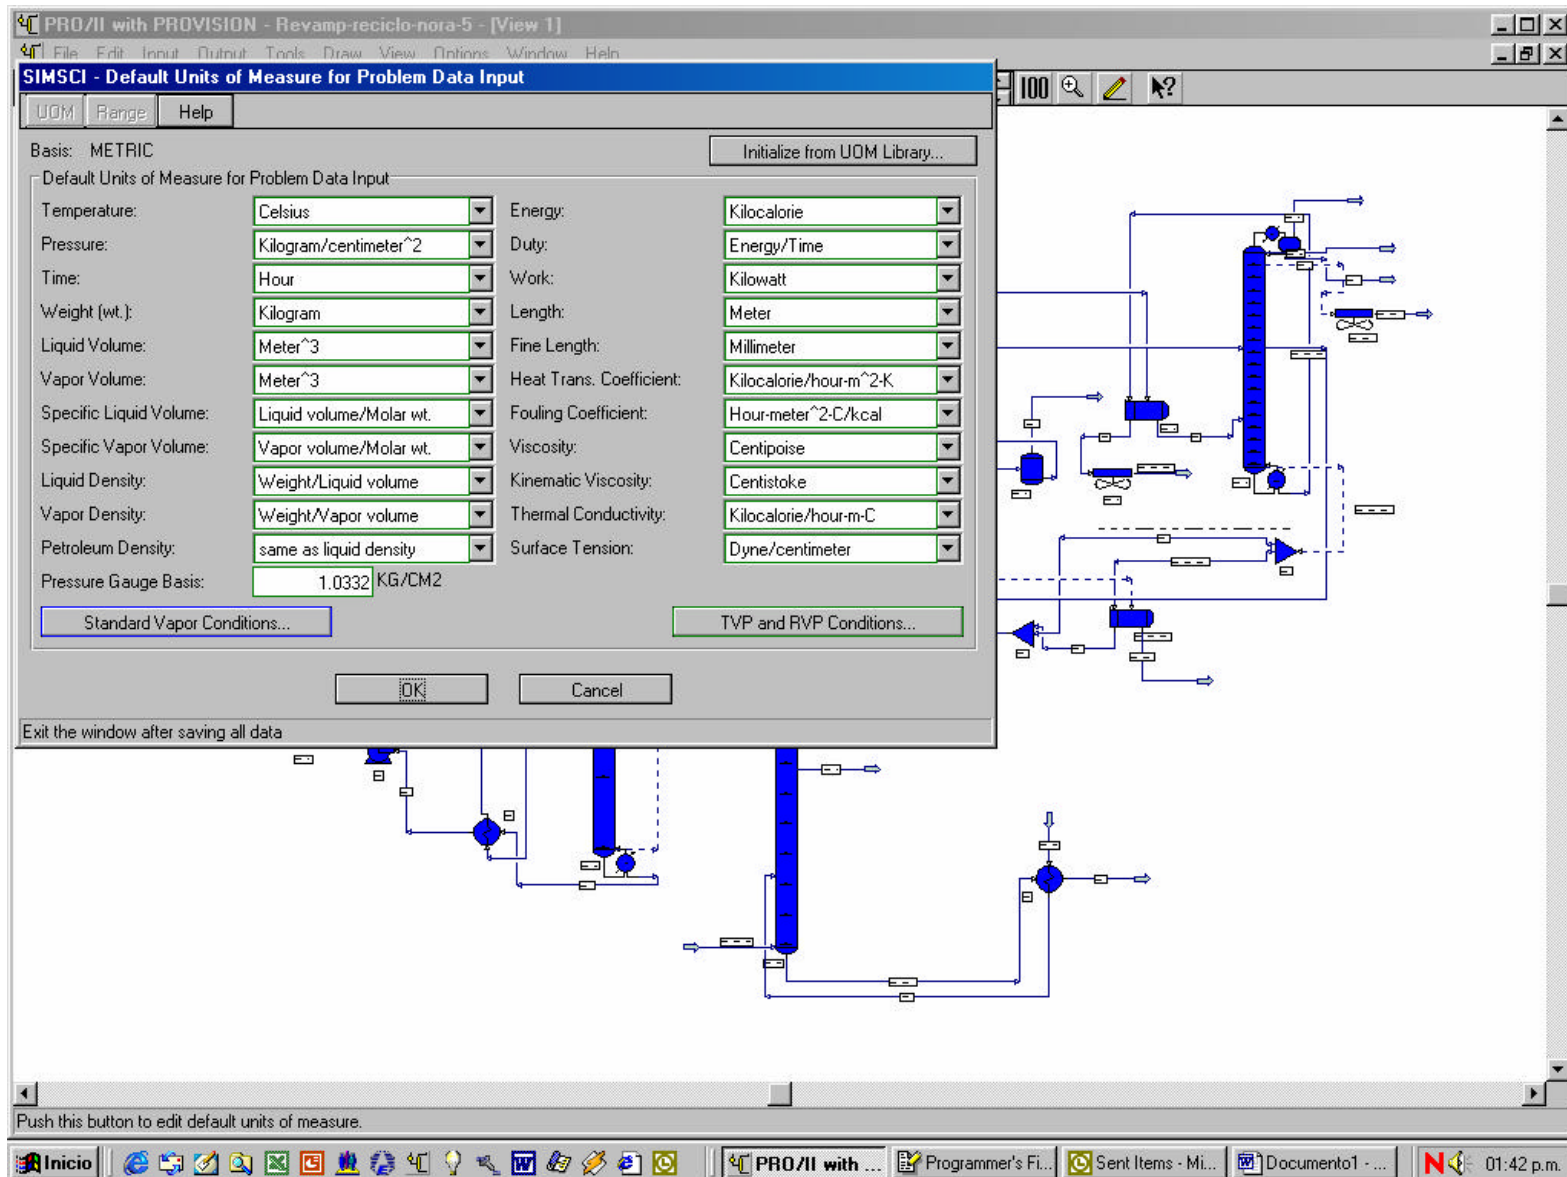 PRO/II with PROVISION - Revamp-reciclo-nora-5 - [View 1]
File Edit Input Output Tools Draw View Options Window Help
SIMSCI - Default Units of Measure for Problem Data Input
UOM Range Help
Basis: METRIC Initialize from UOM Library...
Default Units of Measure for Problem Data Input
Temperature: Celsius Energy: Kilocalorie
Pressure: Kilogram/centimeter^2 Duty: Energy/Time
Time: Hour Work: Kilowatt
Weight (wt.): Kilogram Length: Meter
Liquid Volume: Meter^3 Fine Length: Millimeter
Vapor Volume: Meter^3 Heat Trans. Coefficient: Kilocalorie/hour-m^2-K
Specific Liquid Volume: Liquid volume/Molar wt. Fouling Coefficient: Hour-meter^2-C/kcal
Specific Vapor Volume: Vapor volume/Molar wt. Viscosity: Centipoise
Liquid Density: Weight/Liquid volume Kinematic Viscosity: Centistoke
Vapor Density: Weight/Vapor volume Thermal Conductivity: Kilocalorie/hour-m-C
Petroleum Density: same as liquid density Surface Tension: Dyne/centimeter
Pressure Gauge Basis: 1.0332 KG/CM2
Standard Vapor Conditions... TVP and RVP Conditions...
OK Cancel
Exit the window after saving all data
Push this button to edit default units of measure.
Inicio PRO/II with ... Programmer's Fi... Sent Items - Mi... Documento1 - ... 01:42 p.m.